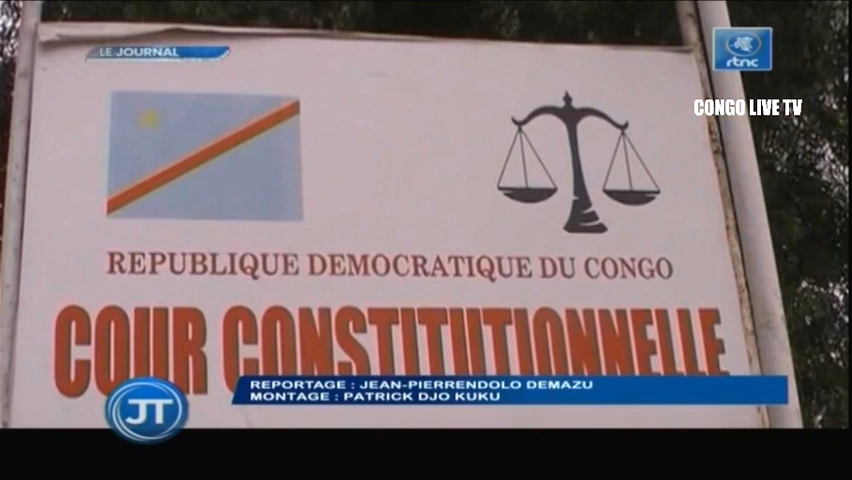 LE JOURNAL
rtnc
CONGO LIVE TV
REPUBLIQUE DEMOCRATIQUE DU CONGO
COUR CONSTITUTIONNELLE
REPORTAGE : JEAN-PIERRENDOLO DEMAZU
MONTAGE : PATRICK DJO KUKU
JT